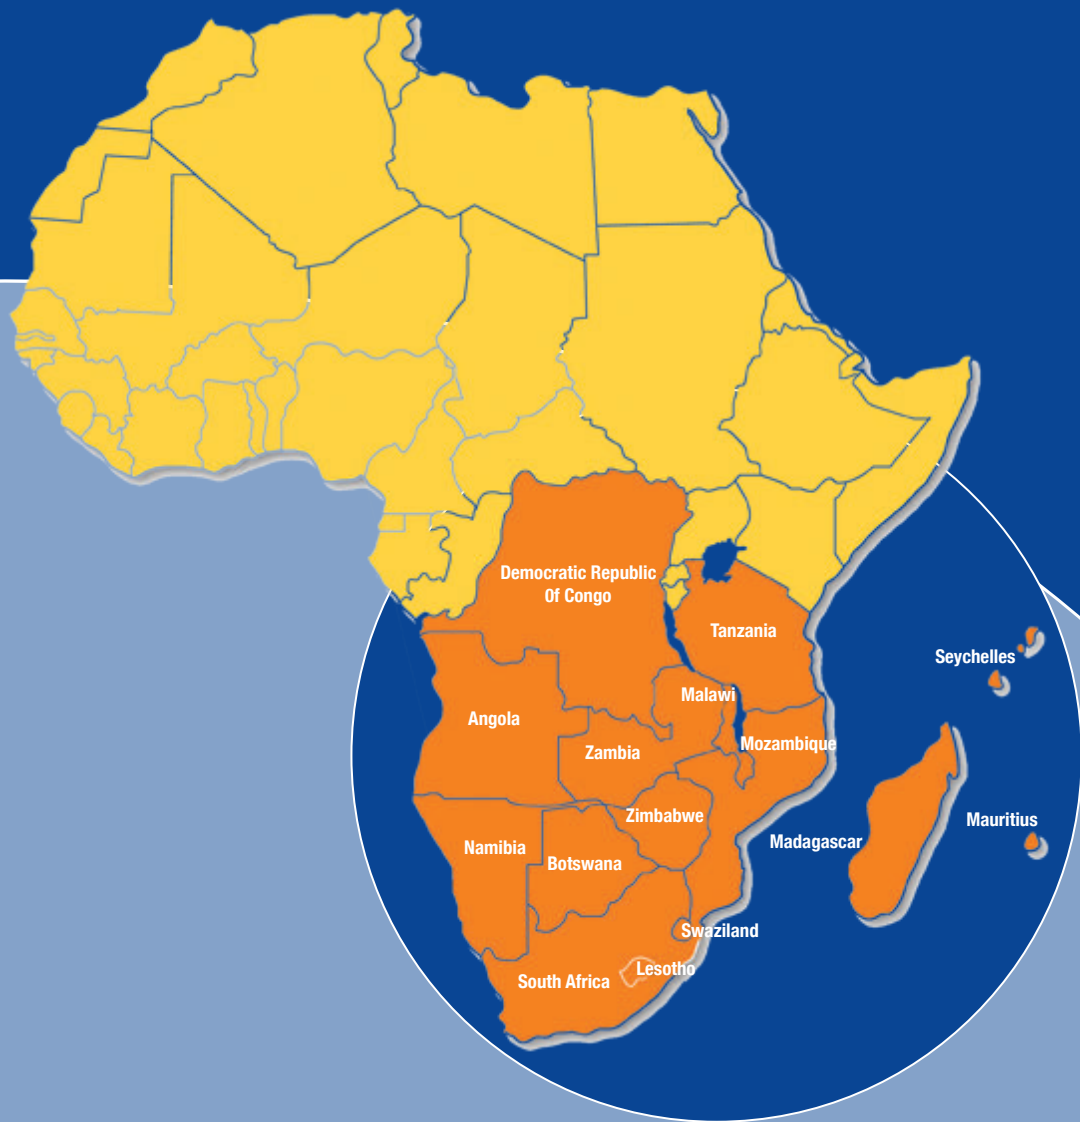 Democratic Republic
Of Congo
Tanzania
Seychelles
Malawi
Angola
Mozambique
Zambia
Zimbabwe
Mauritius
Madagascar
Namibia
Botswana
Swaziland
Lesotho
South Africa